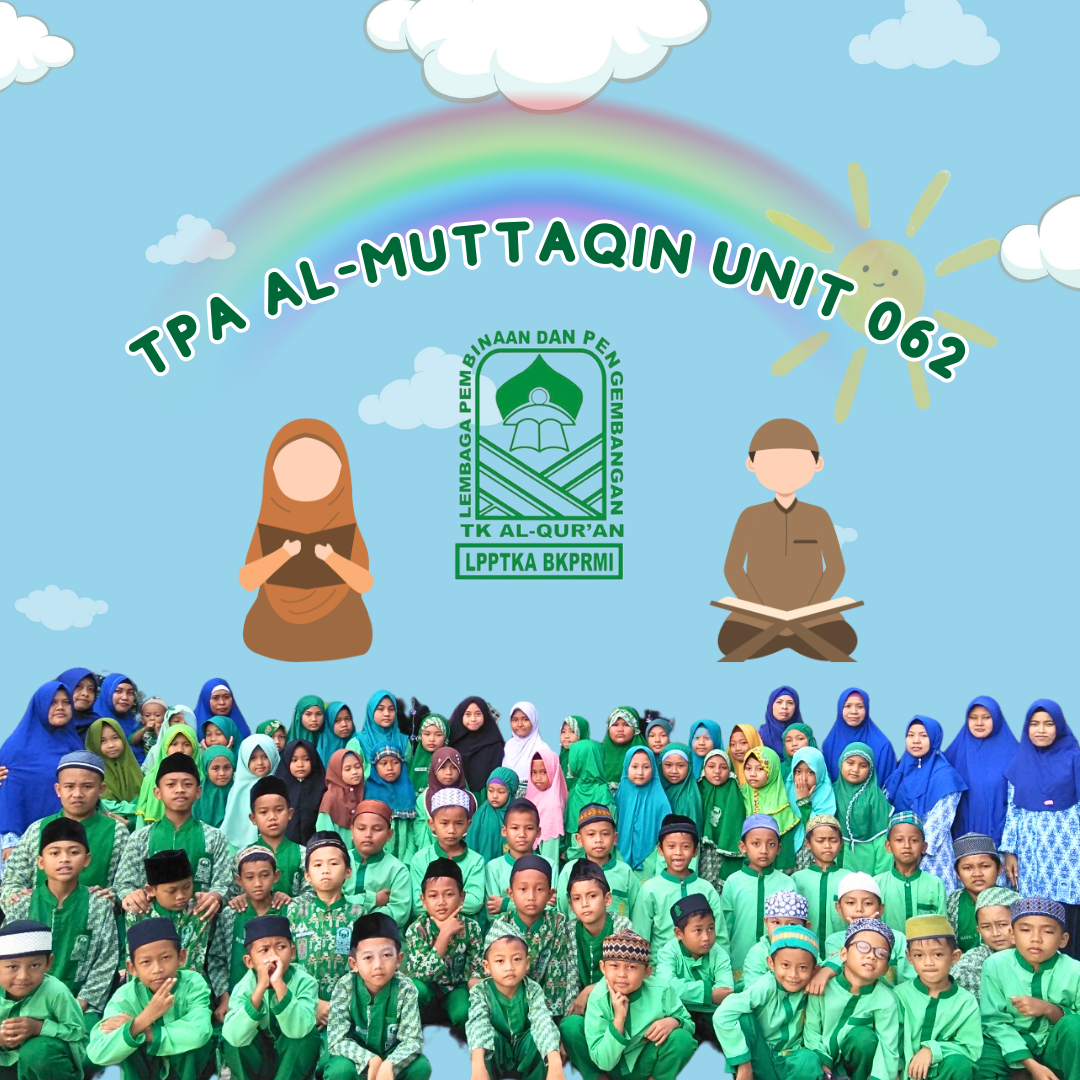 TPA AL-MUTTAQIN UNIT 062
LEMBAGA PEMBINAAN DAN PENGEMBANGAN
TK AL-QUR'AN
LPPTKA BKPRMI